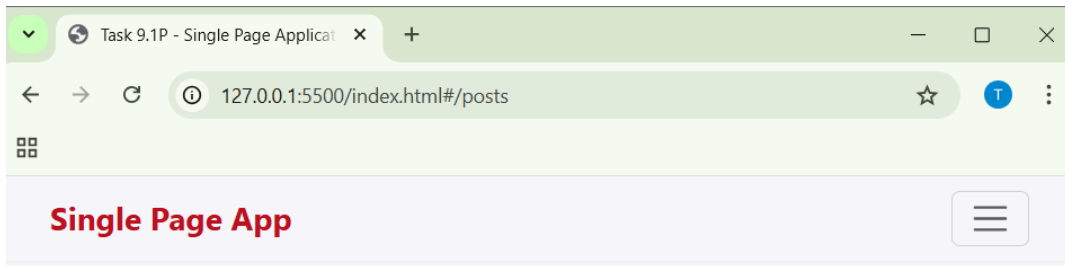 Task 9.1P - Single Page Applicat
127.0.0.1:5500/index.html#/posts
T
Single Page App